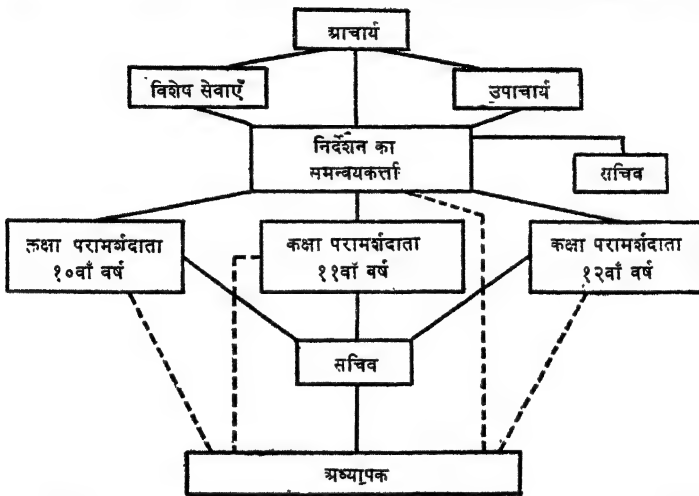 प्राचार्य
विशेष सेवाएँ
उपाचार्य
निर्देशन का
समन्वयकर्त्ता
सचिव
कक्षा परामर्शदाता
१०वाँ वर्ष
कक्षा परामर्शदाता
११वाँ वर्ष
कक्षा परामर्शदाता
१२वाँ वर्ष
सचिव
अध्यापक